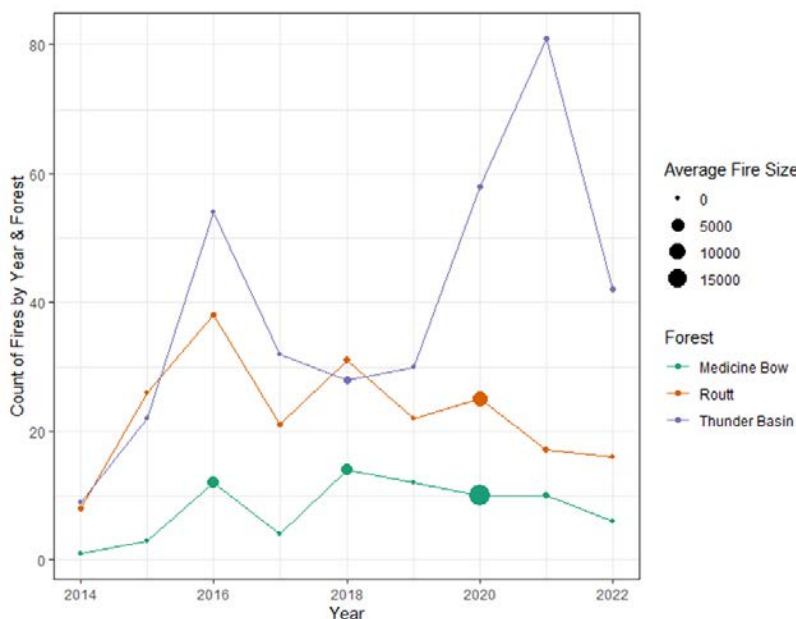 Count of Fires by Year & Forest
80
60
40
20
0
2014
2016
2018
2020
2022
Year
Average Fire Size
0
5000
10000
15000
Forest
Medicine Bow
Routt
Thunder Basin